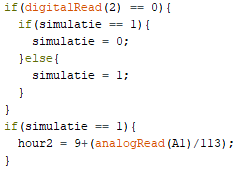 if(digitalRead(2) == 0){
  if(simulatie == 1){
    simulatie = 0;
  }else{
    simulatie = 1;
  }
}
if(simulatie == 1){
  hour2 = 9+(analogRead(A1)/113);
}